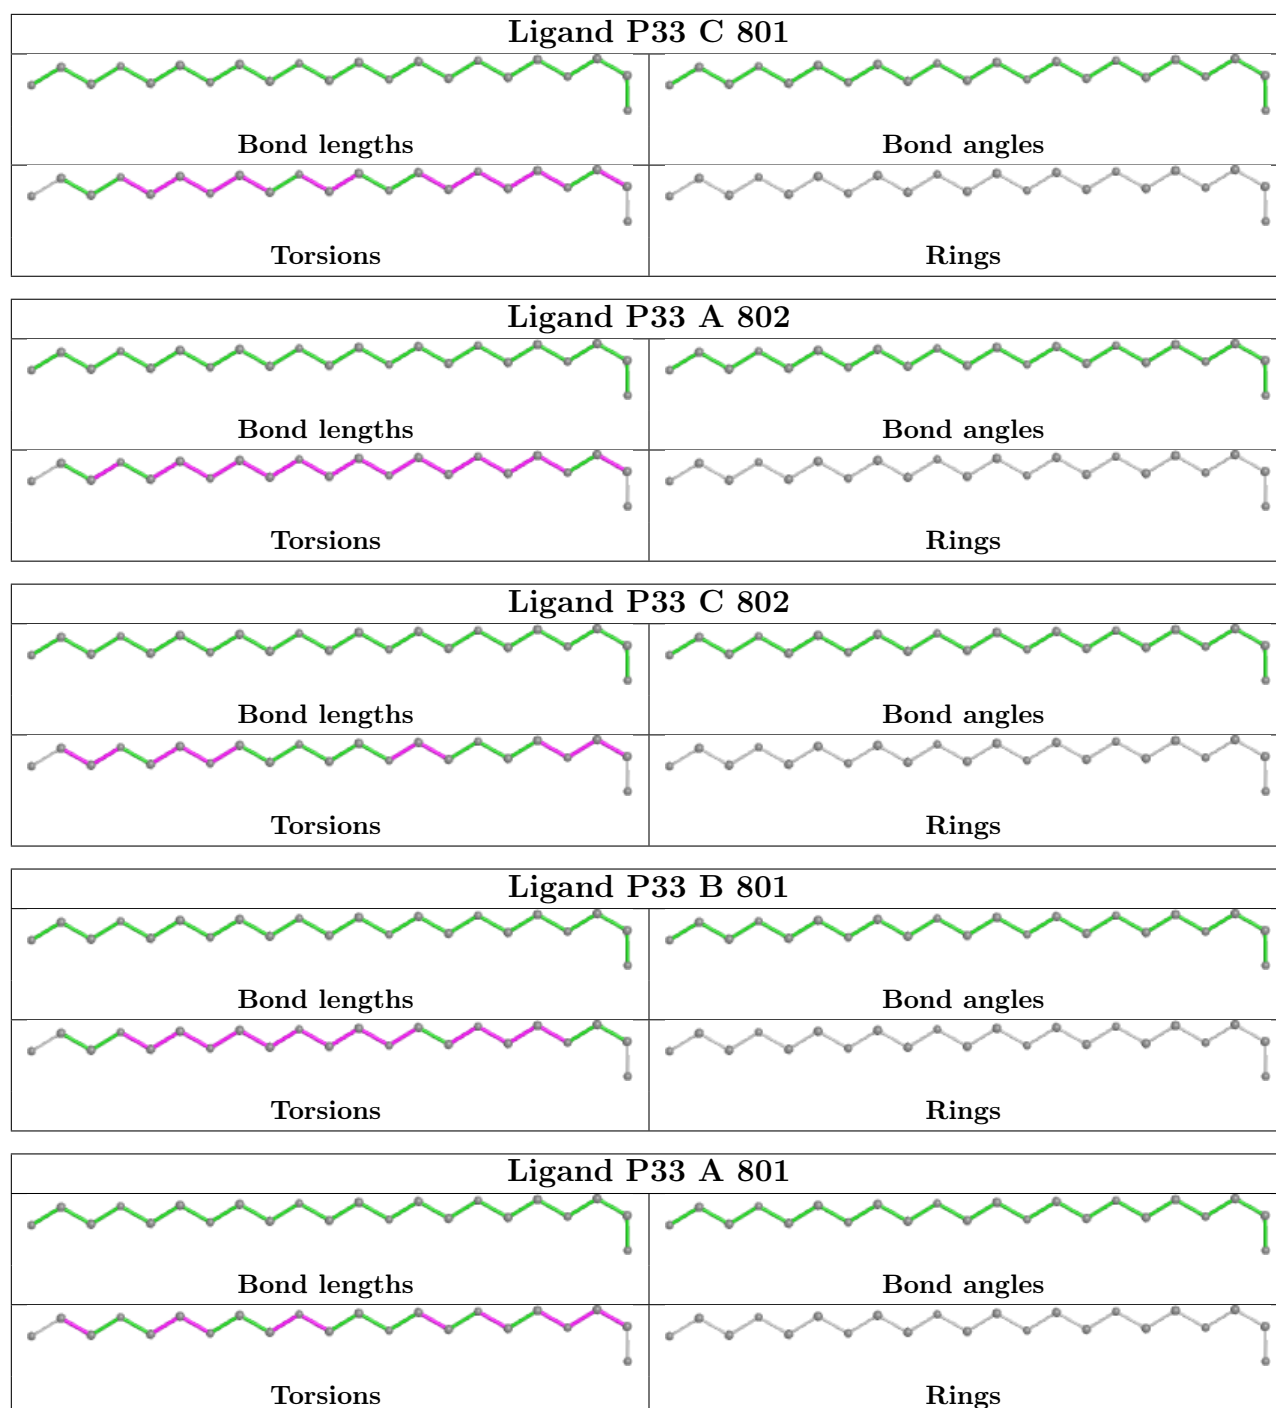 Ligand P33 C 801
Bond lengths
Bond angles
Torsions
Rings
Ligand P33 A 802
Bond lengths
Bond angles
Torsions
Rings
Ligand P33 C 802
Bond lengths
Bond angles
Torsions
Rings
Ligand P33 B 801
Bond lengths
Bond angles
Torsions
Rings
Ligand P33 A 801
Bond lengths
Bond angles
Torsions
Rings